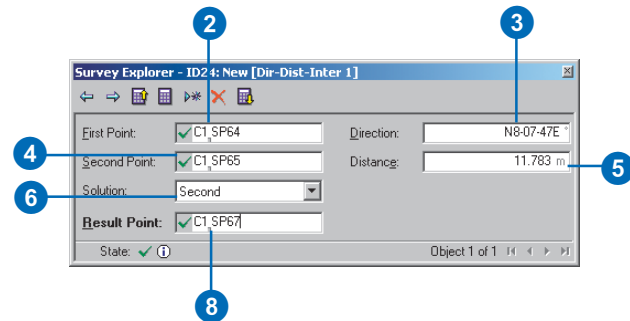 2
3
Survey Explorer - ID24: New [Dir-Dist-Inter 1]
First Point: C1_SP64 Direction: N8-07-47E °
4 Second Point: C1_SP65 Distance: 11.783 m 5
6 Solution: Second
Result Point: C1_SP67
State: Object 1 of 1
8